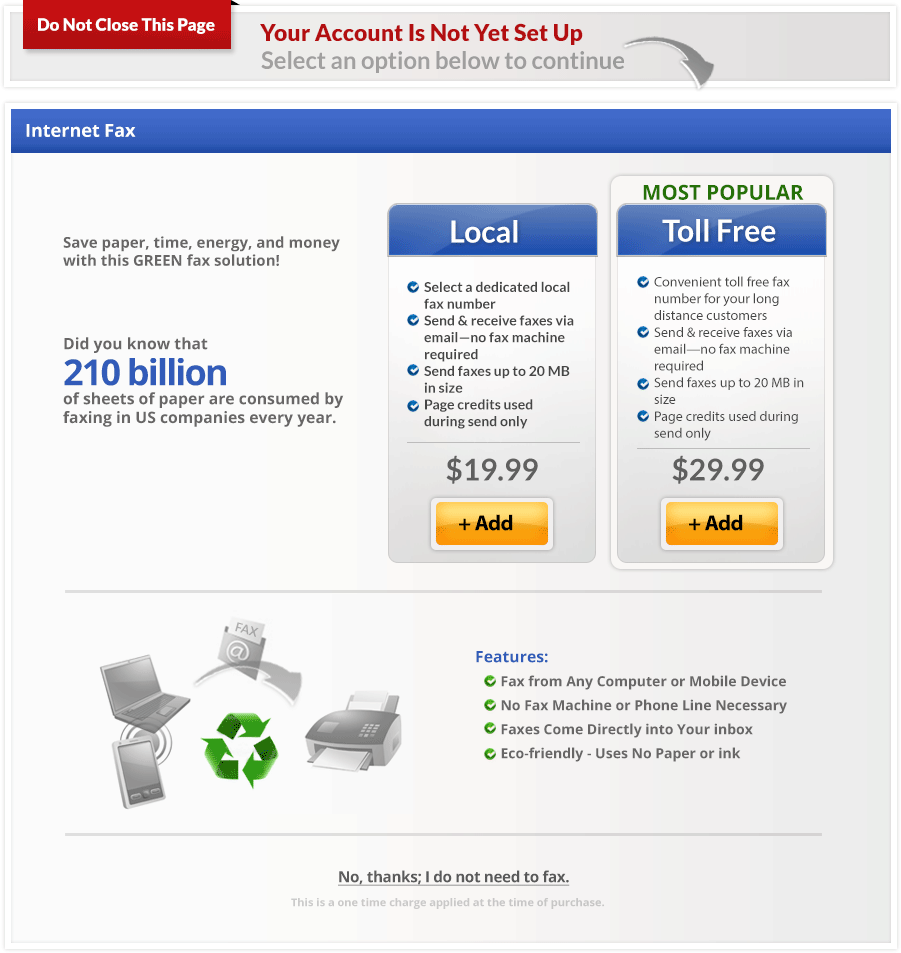 Do Not Close This Page
Your Account Is Not Yet Set Up
Select an option below to continue
Internet Fax
Save paper, time, energy, and money
with this GREEN fax solution!
Did you know that
210 billion
of sheets of paper are consumed by
faxing in US companies every year.
Local
Select a dedicated local
fax number
Send & receive faxes via
email—no fax machine
required
Send faxes up to 20 MB
in size
Page credits used
during send only
$19.99
+ Add
MOST POPULAR
Toll Free
Convenient toll free fax
number for your long
distance customers
Send & receive faxes via
email—no fax machine
required
Send faxes up to 20 MB in
size
Page credits used during
send only
$29.99
+ Add
FAX
@
Features:
Fax from Any Computer or Mobile Device
No Fax Machine or Phone Line Necessary
Faxes Come Directly into Your inbox
Eco-friendly - Uses No Paper or ink
No, thanks; I do not need to fax.
This is a one time charge applied at the time of purchase.